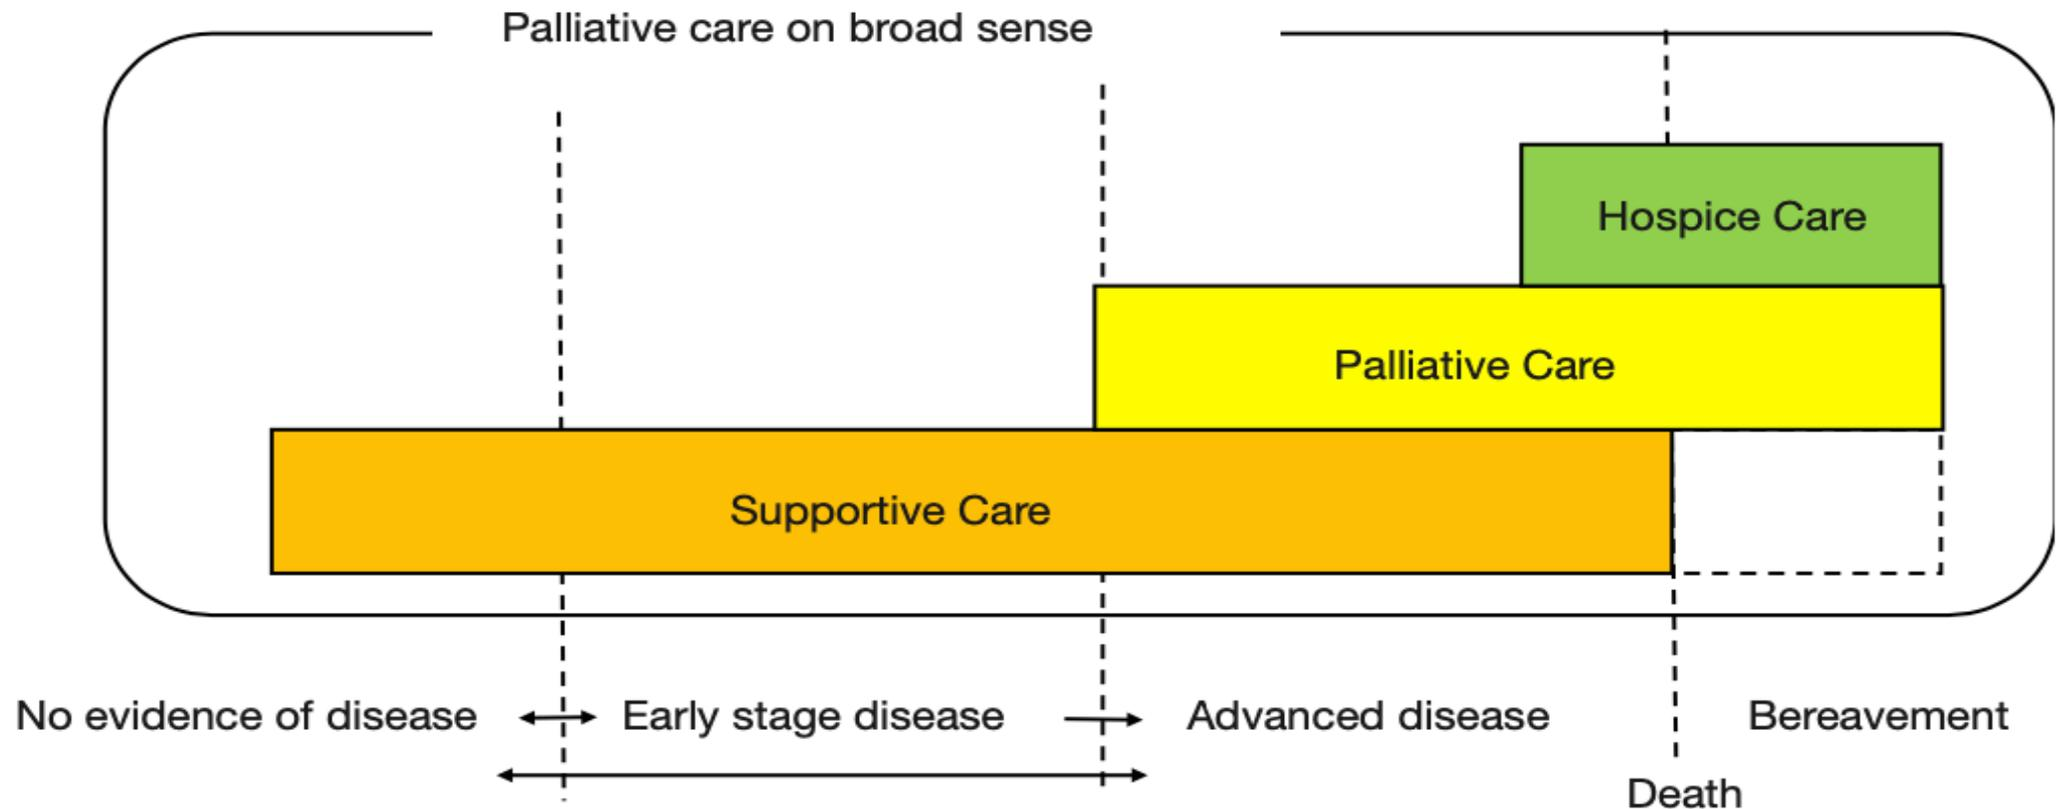 Palliative care on broad sense
Hospice Care
Palliative Care
Supportive Care
No evidence of disease
Early stage disease
Advanced disease
Bereavement
Death